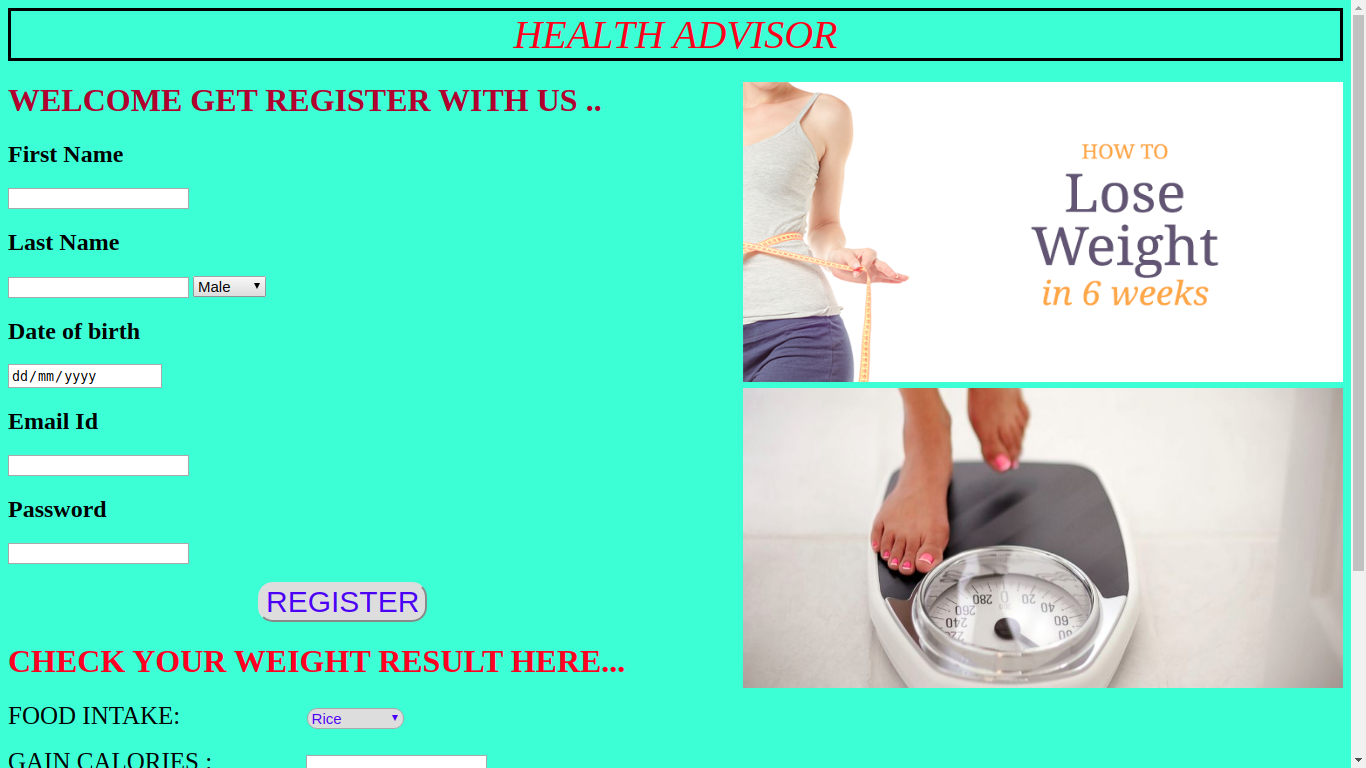 HEALTH ADVISOR
WELCOME GET REGISTER WITH US ..
First Name
Last Name
Male
Date of birth
dd/mm/yyyy
Email Id
Password
REGISTER
CHECK YOUR WEIGHT RESULT HERE...
FOOD INTAKE:
Rice
GAIN CALORIES :
HOW TO
Lose
Weight
in 6 weeks
220 240 260 280 0 20 40 60 80